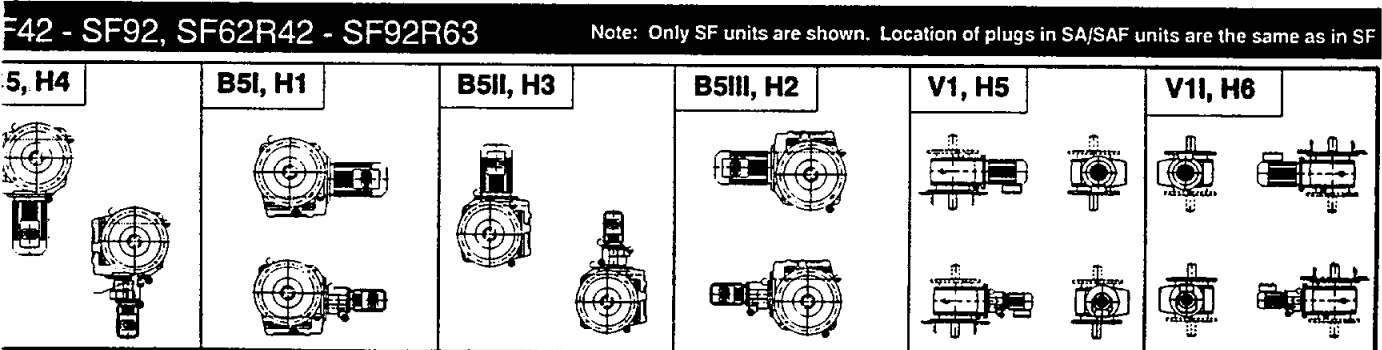 F42 - SF92, SF62R42 - SF92R63
Note: Only SF units are shown. Location of plugs in SA/SAF units are the same as in SF
5, H4
B5I, H1
B5II, H3
B5III, H2
V1, H5
V1I, H6